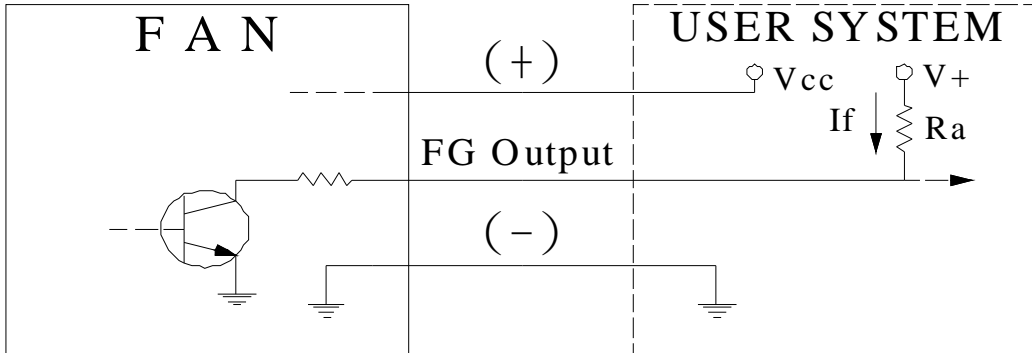 F A N
USER SYSTEM
(+)
Vcc
V+
If
Ra
FG Output
(-)